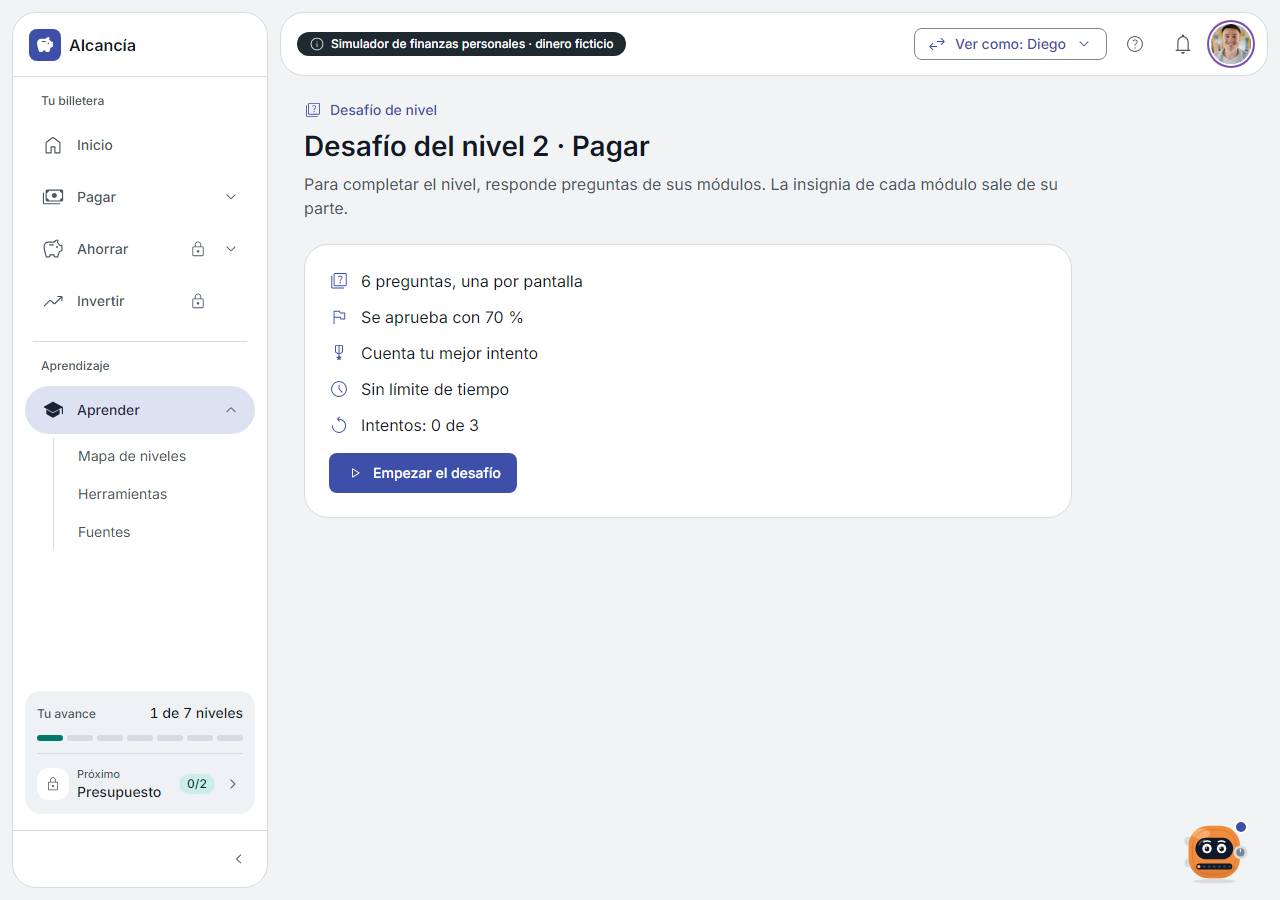 Alcancía
Simulador de finanzas personales · dinero ficticio
Ver como: Diego
Tu billetera
Inicio
Pagar
Ahorrar
Invertir
Aprendizaje
Aprender
Mapa de niveles
Herramientas
Fuentes
Tu avance
1 de 7 niveles
Próximo
Presupuesto
0/2
Desafío de nivel
Desafío del nivel 2 · Pagar
Para completar el nivel, responde preguntas de sus módulos. La insignia de cada módulo sale de su
parte.
6 preguntas, una por pantalla
Se aprueba con 70 %
Cuenta tu mejor intento
Sin límite de tiempo
Intentos: 0 de 3
Empezar el desafío